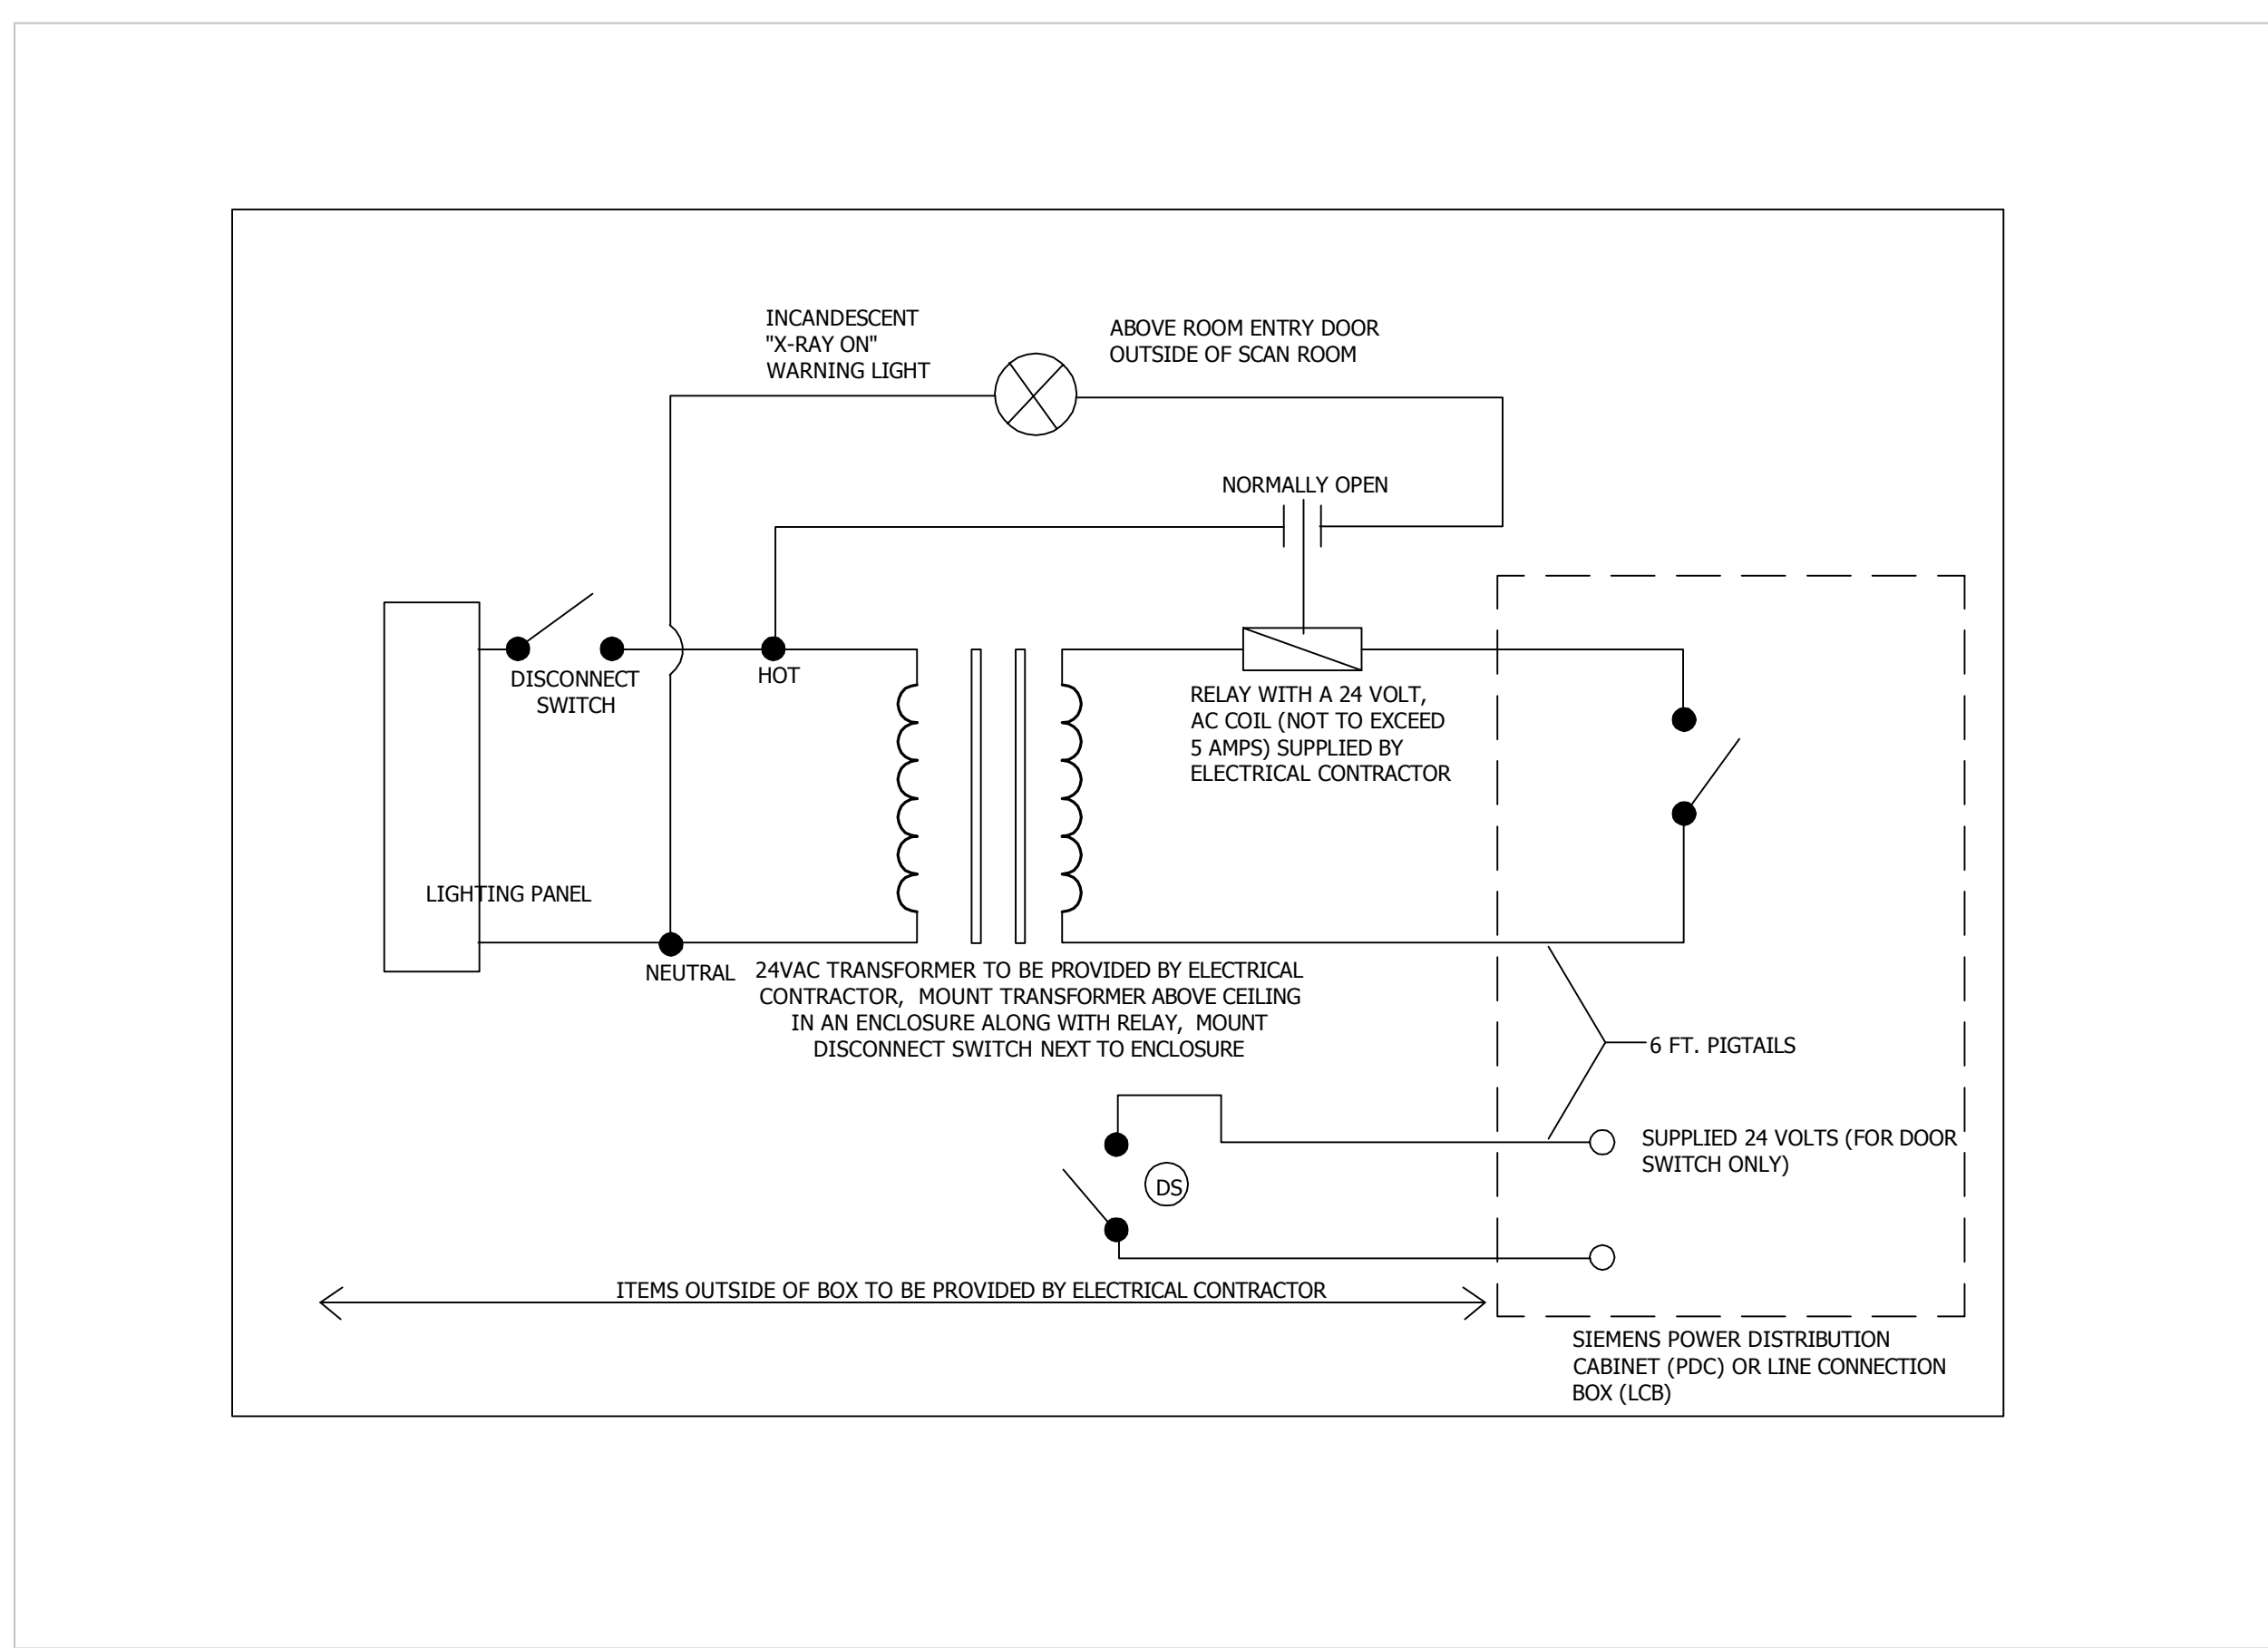 INCANDESCENT
"X-RAY ON"
WARNING LIGHT
ABOVE ROOM ENTRY DOOR
OUTSIDE OF SCAN ROOM
NORMALLY OPEN
DISCONNECT
SWITCH
HOT
RELAY WITH A 24 VOLT,
AC COIL (NOT TO EXCEED
5 AMPS) SUPPLIED BY
ELECTRICAL CONTRACTOR
LIGHTING PANEL
NEUTRAL
24VAC TRANSFORMER TO BE PROVIDED BY ELECTRICAL
CONTRACTOR, MOUNT TRANSFORMER ABOVE CEILING
IN AN ENCLOSURE ALONG WITH RELAY, MOUNT
DISCONNECT SWITCH NEXT TO ENCLOSURE
6 FT. PIGTAILS
SUPPLIED 24 VOLTS (FOR DOOR
SWITCH ONLY)
DS
ITEMS OUTSIDE OF BOX TO BE PROVIDED BY ELECTRICAL CONTRACTOR
SIEMENS POWER DISTRIBUTION
CABINET (PDC) OR LINE CONNECTION
BOX (LCB)